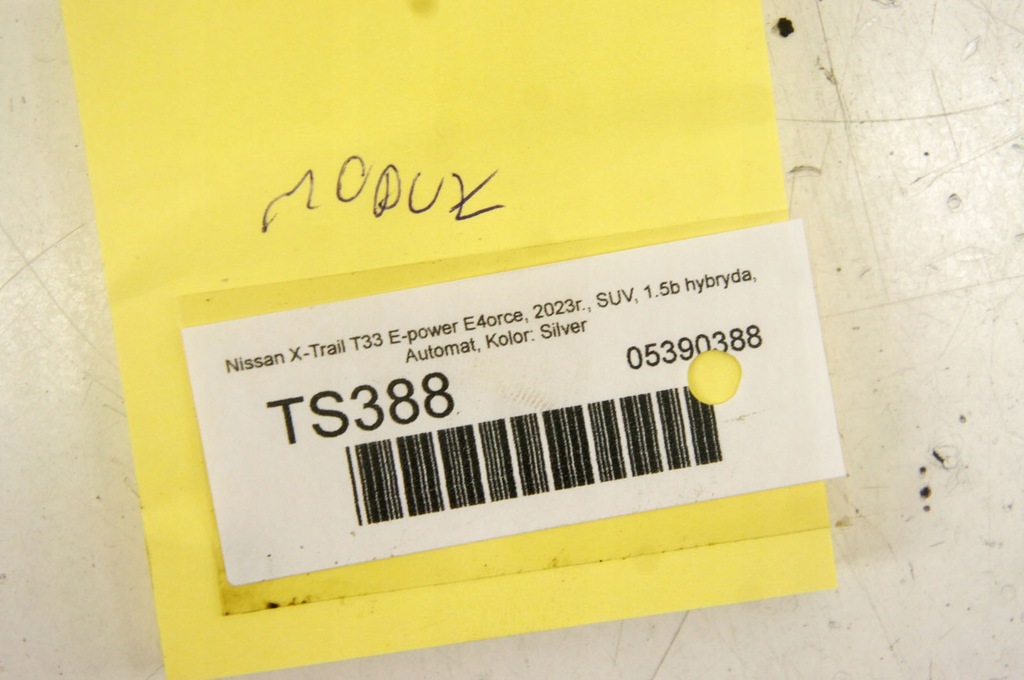 MODUŁ
Nissan X-Trail T33 E-power E4orce, 2023r., SUV, 1.5b hybryda,
Automat, Kolor: Silver
TS388
05390388